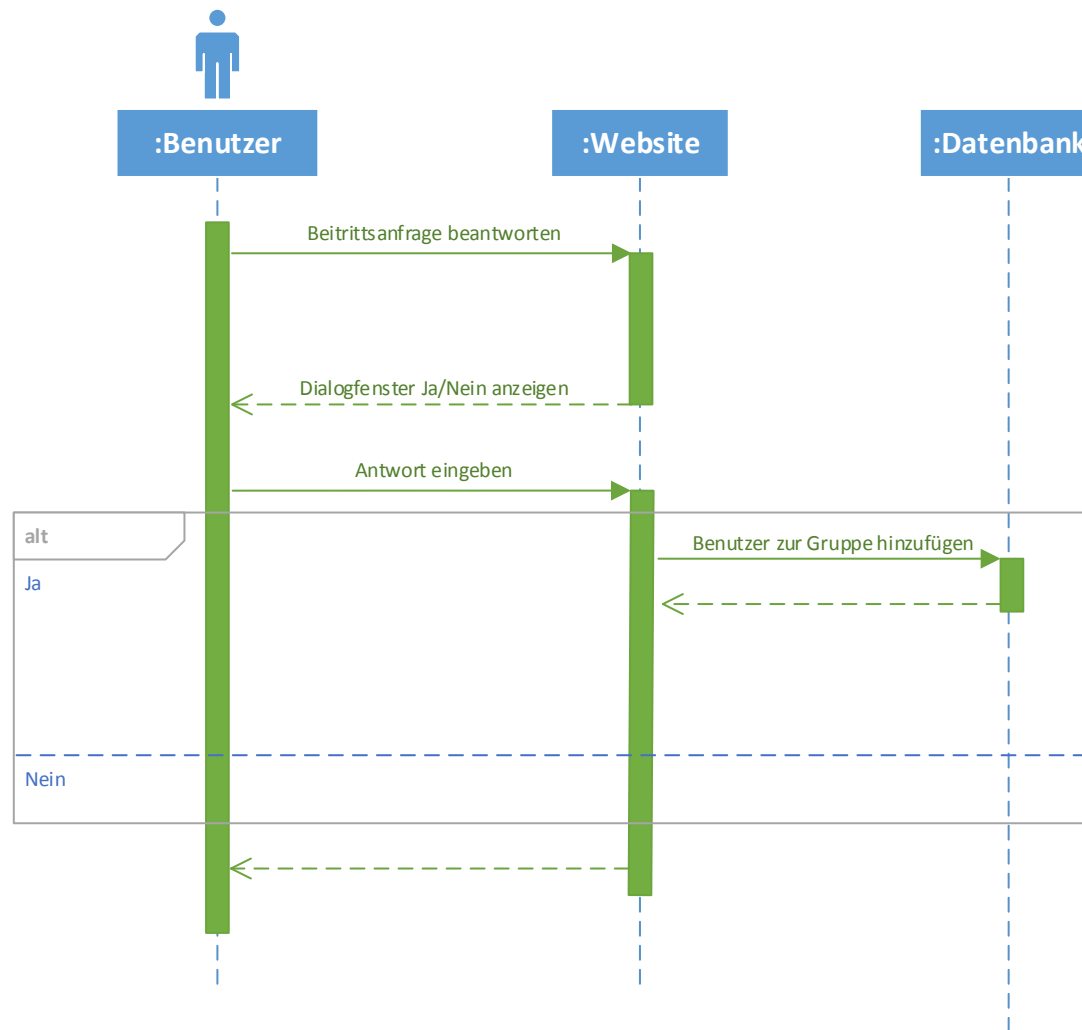 :Benutzer
:Website
:Datenbank
Beitrittsanfrage beantworten
Dialogfenster Ja/Nein anzeigen
Antwort eingeben
alt
Benutzer zur Gruppe hinzufügen
Ja
Nein